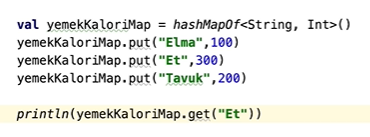 val yemekKaloriMap = hashMapOf<String, Int>()
yemekKaloriMap.put("Elma",100)
yemekKaloriMap.put("Et",300)
yemekKaloriMap.put("Tavuk",200)
println(yemekKaloriMap.get("Et"))